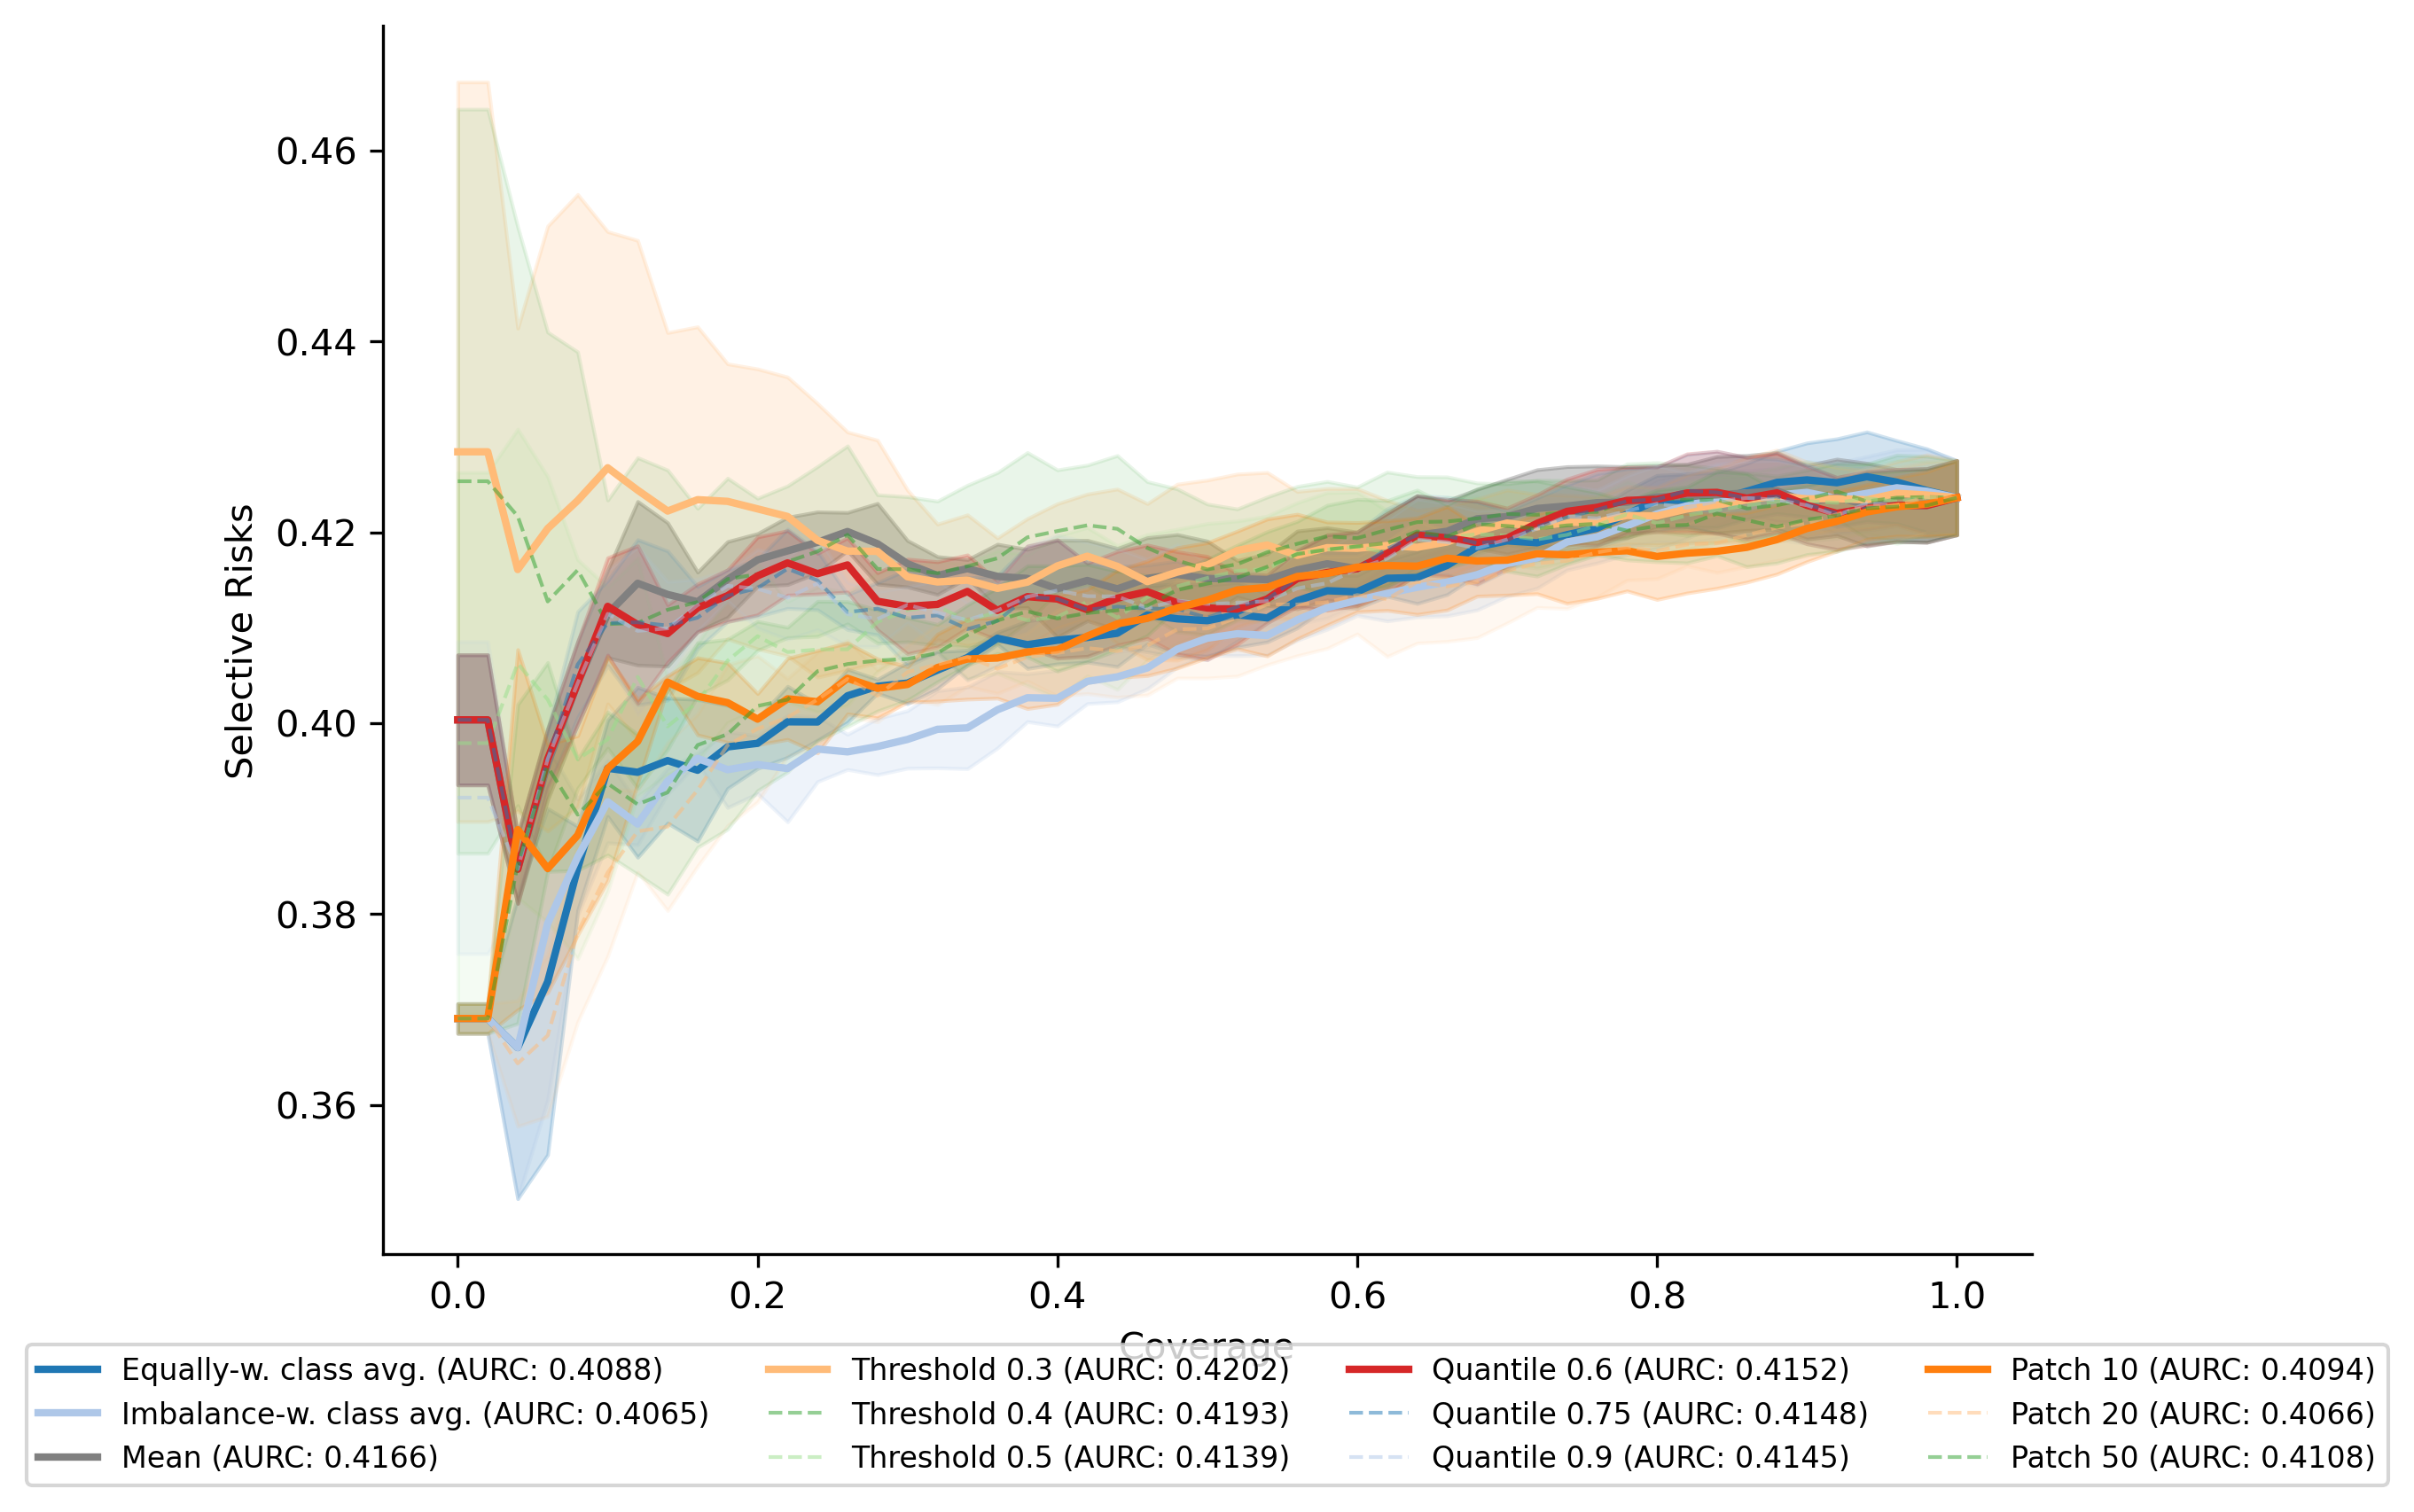 0.46
0.44
0.42
0.40
0.38
0.36
Selective Risks
0.0 0.2 0.4 0.6 0.8 1.0
Coverage
Equally-w. class avg. (AURC: 0.4088)
Imbalance-w. class avg. (AURC: 0.4065)
Mean (AURC: 0.4166)
Threshold 0.3 (AURC: 0.4202)
Threshold 0.4 (AURC: 0.4193)
Threshold 0.5 (AURC: 0.4139)
Quantile 0.6 (AURC: 0.4152)
Quantile 0.75 (AURC: 0.4148)
Quantile 0.9 (AURC: 0.4145)
Patch 10 (AURC: 0.4094)
Patch 20 (AURC: 0.4066)
Patch 50 (AURC: 0.4108)